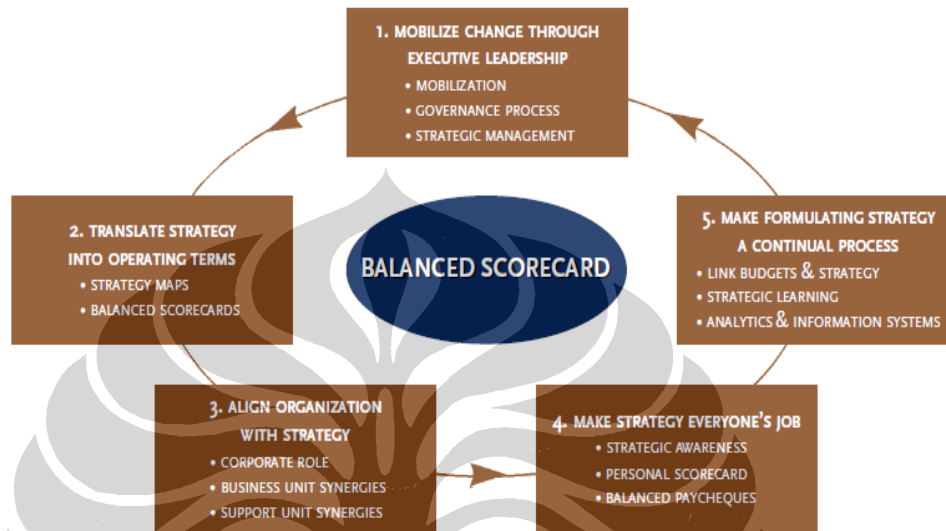 1. MOBILIZE CHANGE THROUGH
EXECUTIVE LEADERSHIP
• MOBILIZATION
• GOVERNANCE PROCESS
• STRATEGIC MANAGEMENT
2. TRANSLATE STRATEGY
INTO OPERATING TERMS
• STRATEGY MAPS
• BALANCED SCORECARDS
BALANCED SCORECARD
5. MAKE FORMULATING STRATEGY
A CONTINUAL PROCESS
• LINK BUDGETS & STRATEGY
• STRATEGIC LEARNING
• ANALYTICS & INFORMATION SYSTEMS
3. ALIGN ORGANIZATION
WITH STRATEGY
• CORPORATE ROLE
• BUSINESS UNIT SYNERGIES
• SUPPORT UNIT SYNERGIES
4. MAKE STRATEGY EVERYONE'S JOB
• STRATEGIC AWARENESS
• PERSONAL SCORECARD
• BALANCED PAYCHEQUES